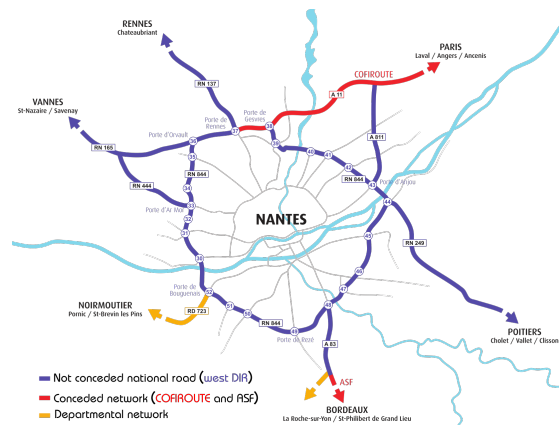 RENNES
Chateaubriant
PARIS
Laval / Angers / Ancenis
COFIROUTE
RN 137
A 11
Porte de
Gesvres
VANNES
St-Nazaire / Savenay
Porte de
Rennes
37
38
Porte d'Orvault
36
39
A 811
RN 165
35
40
41
42
RN 844
RN 844
43
Porte d'Anjou
RN 444
34
44
Porte d'Ar Mor
33
32
NANTES
31
45
RN 249
30
46
Porte de
Bouguenais
52
47
NOIRMOUTIER
Pornic / St-Brevin les Pins
RD 723
51
50
48
RN 844
49
Porte de Rezé
A 83
POITIERS
Cholet / Vallet / Clisson
Not conceded national road (west DIR)
Conceded network (COFIROUTE and ASF)
Departmental network
ASF
BORDEAUX
La Roche-sur-Yon / St-Philibert de Grand Lieu